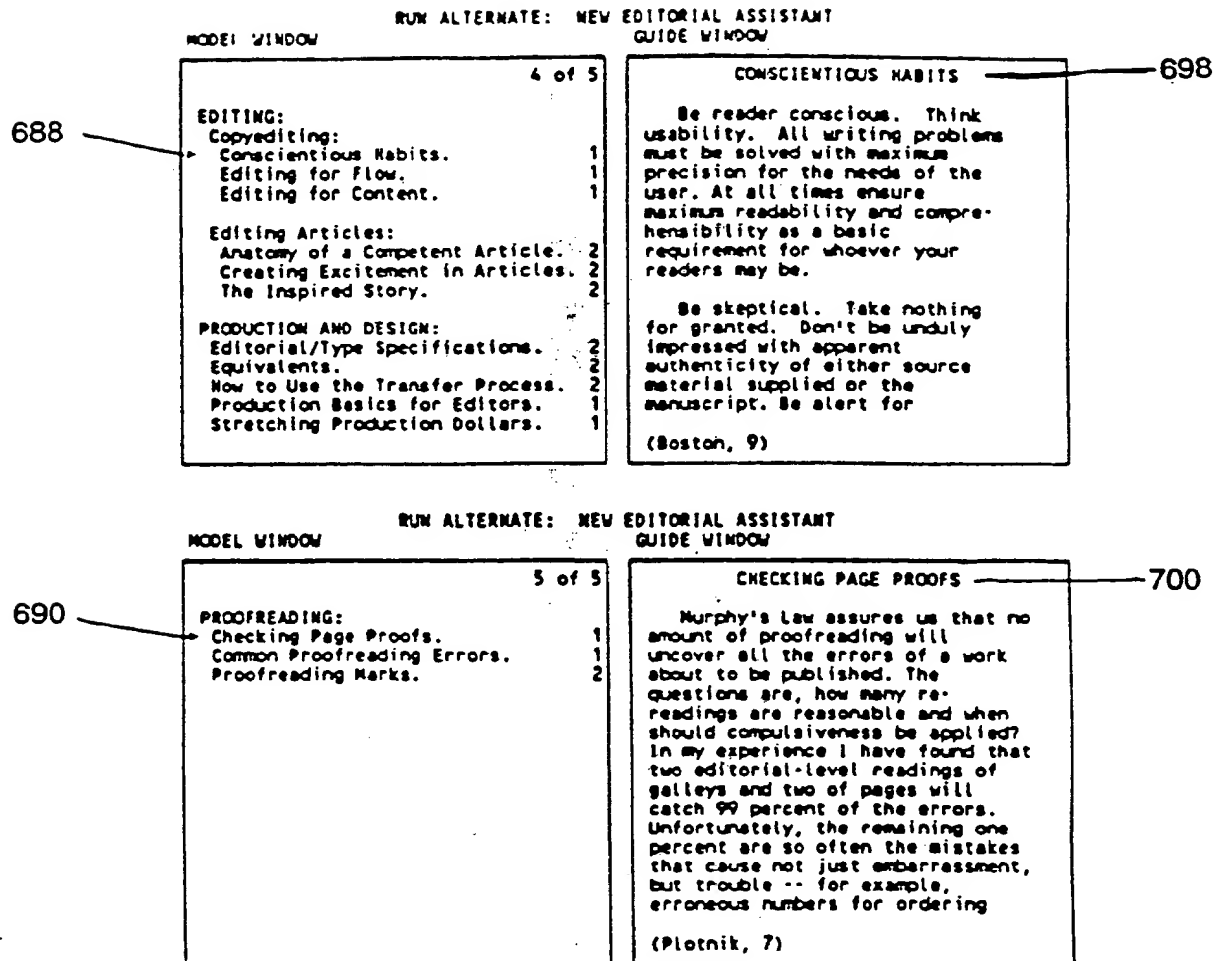 RUN ALTERNATE: NEW EDITORIAL ASSISTANT
MODEL WINDOW
4 of 5
688
EDITING:
Copyediting:
Conscientious Habits. 1
Editing for Flow. 1
Editing for Content. 1
Editing Articles:
Anatomy of a Competent Article. 2
Creating Excitement in Articles. 2
The Inspired Story. 2
PRODUCTION AND DESIGN:
Editorial/Type Specifications. 2
Equivalents. 2
How to Use the Transfer Process. 2
Production Basics for Editors. 1
Stretching Production Dollars. 1
GUIDE WINDOW
CONSCIENTIOUS HABITS
698
Be reader conscious. Think
usability. All writing problems
must be solved with maximum
precision for the needs of the
user. At all times ensure
maximum readability and compre-
hensibility as a basic
requirement for whoever your
readers may be.
Be skeptical. Take nothing
for granted. Don't be unduly
impressed with apparent
authenticity of either source
material supplied or the
manuscript. Be alert for
(Boston, 9)
RUN ALTERNATE: NEW EDITORIAL ASSISTANT
MODEL WINDOW
5 of 5
690
PROOFREADING:
Checking Page Proofs. 1
Common Proofreading Errors. 1
Proofreading Marks. 2
GUIDE WINDOW
CHECKING PAGE PROOFS
700
Murphy's Law assures us that no
amount of proofreading will
uncover all the errors of a work
about to be published. The
questions are, how many re-
readings are reasonable and when
should compulsiveness be applied?
In my experience I have found that
two editorial-level readings of
galleys and two of pages will
catch 99 percent of the errors.
Unfortunately, the remaining one
percent are so often the mistakes
that cause not just embarrassment,
but trouble -- for example,
erroneous numbers for ordering
(Plotnik, 7)